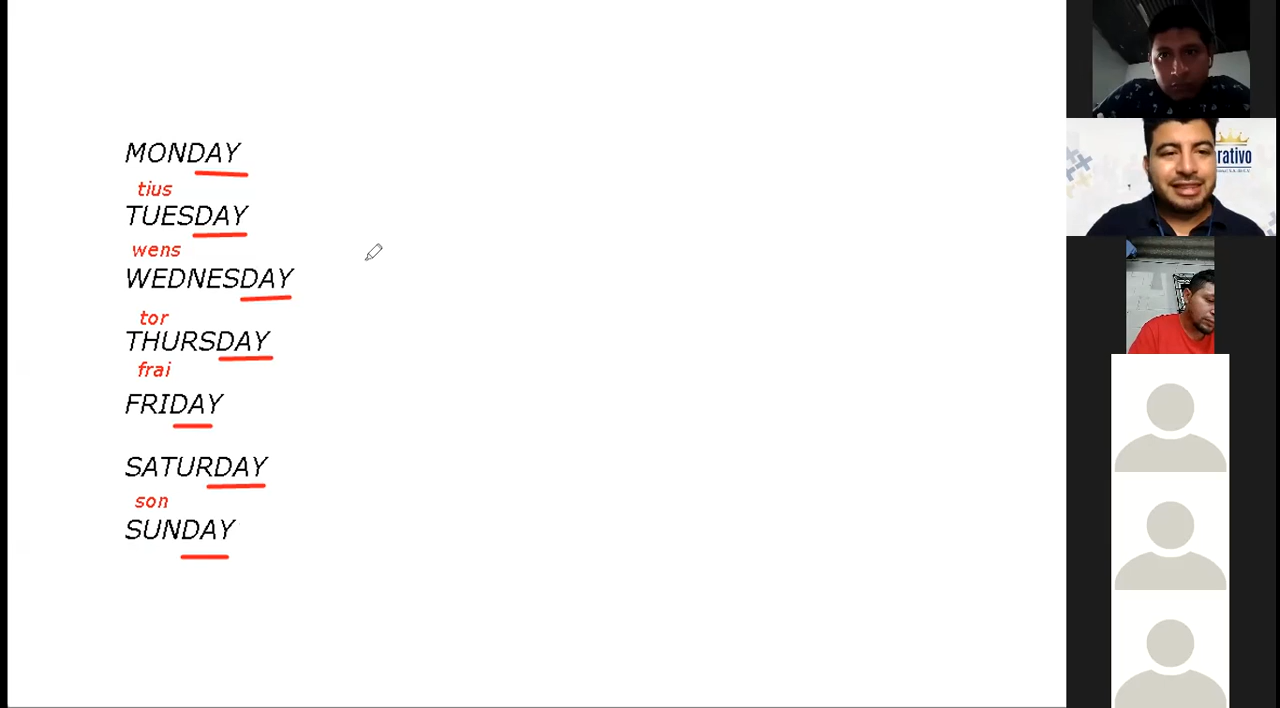 MONDAY
tius
TUESDAY
wens
WEDNESDAY
tor
THURSDAY
frai
FRIDAY
SATURDAY
son
SUNDAY
rativo